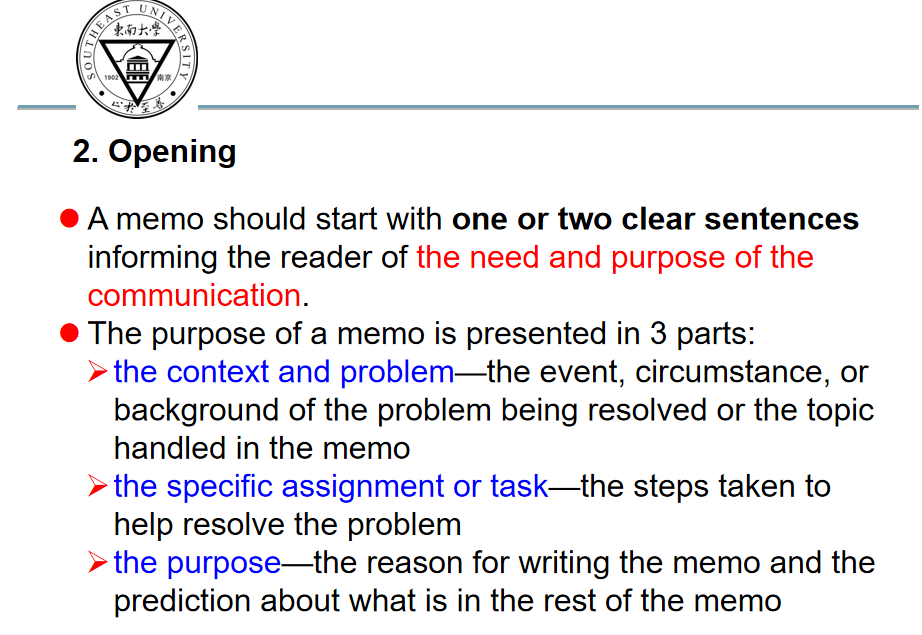 SOUTHEAST UNIVERSITY
東南大學
1902 南京
止於至善
2. Opening
A memo should start with one or two clear sentences
informing the reader of the need and purpose of the
communication.
The purpose of a memo is presented in 3 parts:
the context and problem—the event, circumstance, or
background of the problem being resolved or the topic
handled in the memo
the specific assignment or task—the steps taken to
help resolve the problem
the purpose—the reason for writing the memo and the
prediction about what is in the rest of the memo